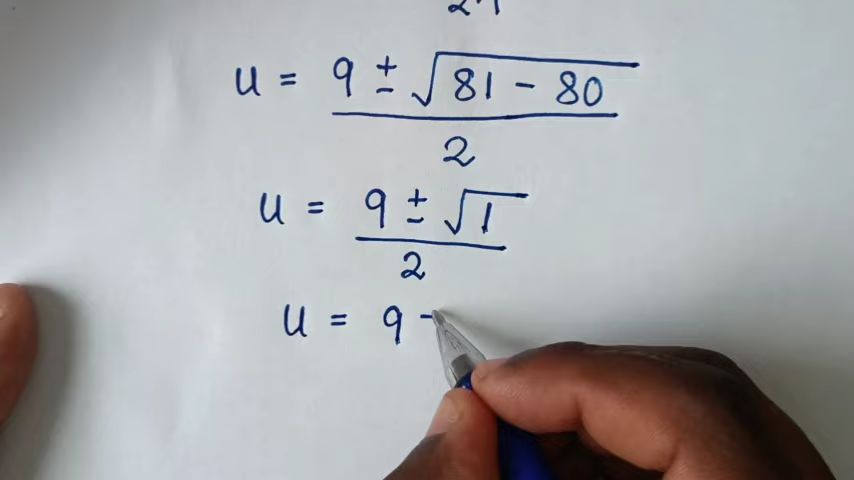 u = 9 ± √81 - 80
2
u = 9 ± √1
2
u = 9 -